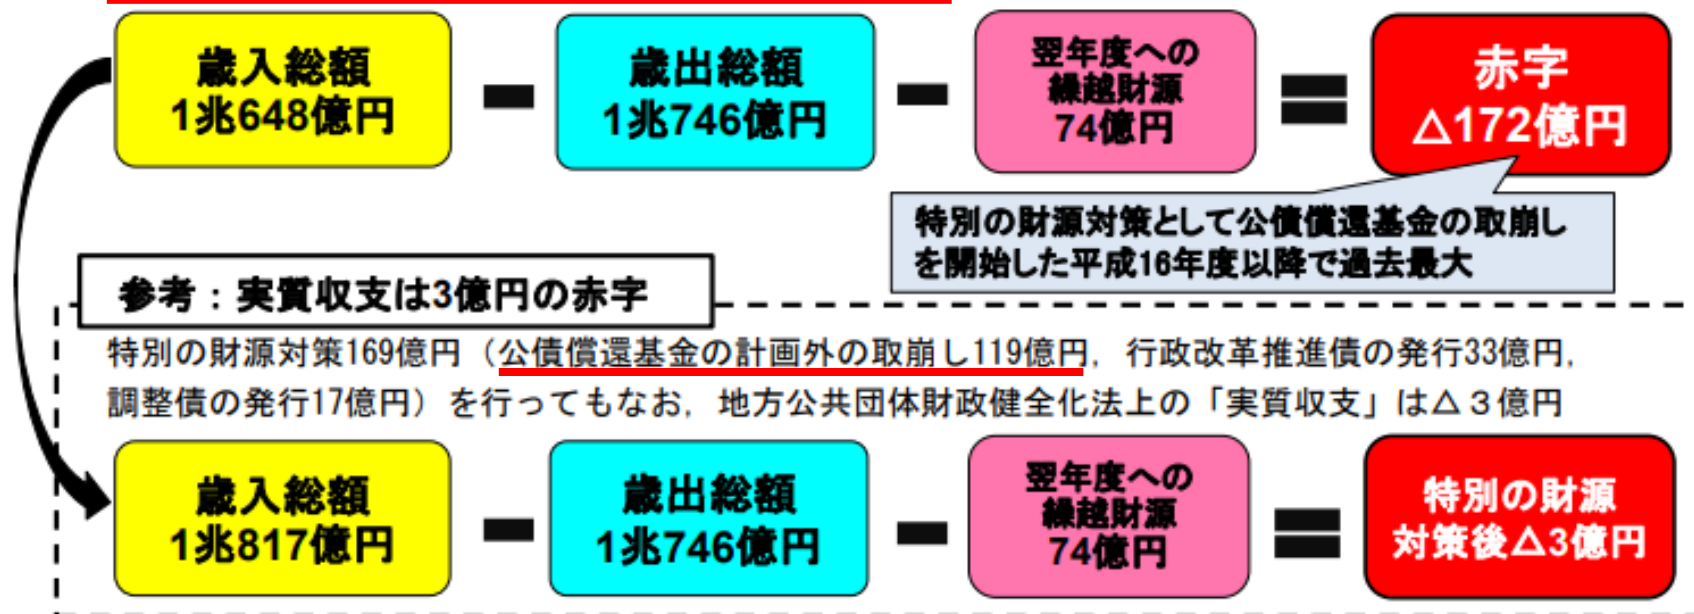 歳入総額
1兆648億円
歳出総額
1兆746億円
翌年度への
繰越財源
74億円
赤字
△172億円
特別の財源対策として公債償還基金の取崩し
を開始した平成16年度以降で過去最大
参考：実質収支は3億円の赤字
特別の財源対策169億円（公債償還基金の計画外の取崩し119億円，行政改革推進債の発行33億円，
調整債の発行17億円）を行ってもなお，地方公共団体財政健全化法上の「実質収支」は△３億円
歳入総額
1兆817億円
歳出総額
1兆746億円
翌年度への
繰越財源
74億円
特別の財源
対策後△3億円